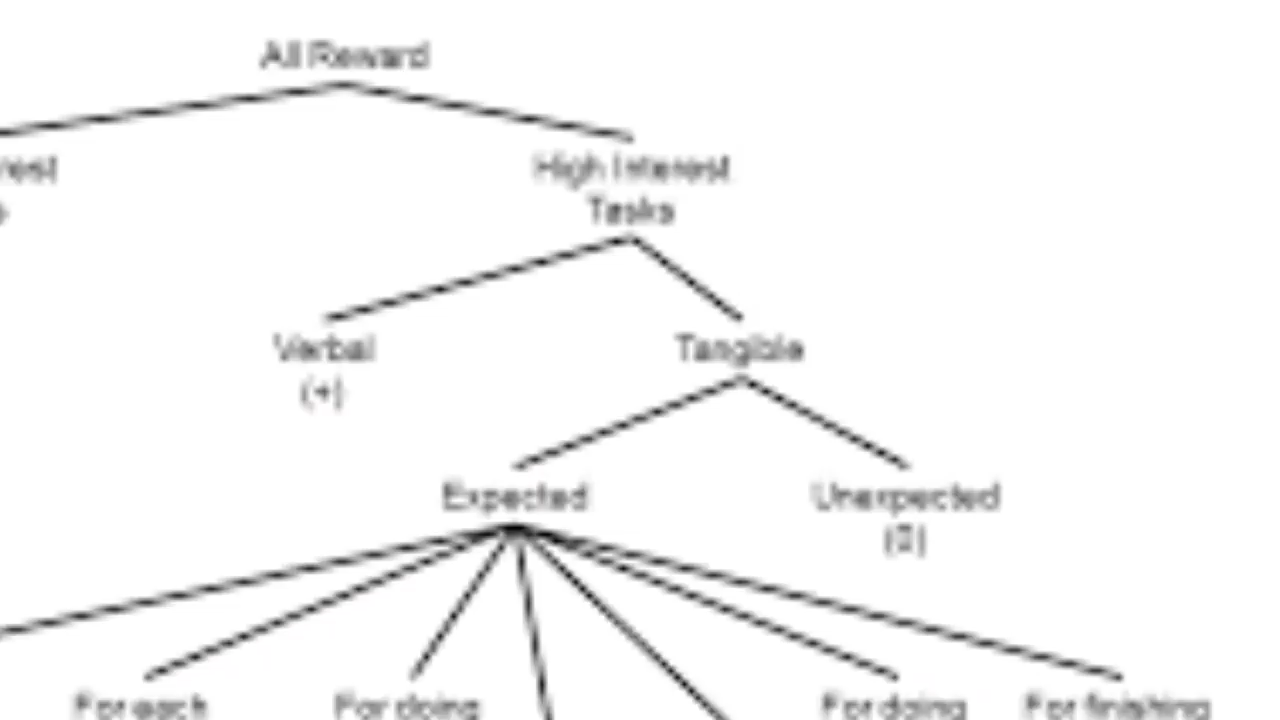 All Reward
High Interest
Tasks
Verbal
Tangible
(+)
Expected
Unexpected
(0)
For each
For doing
For doing
For finishing